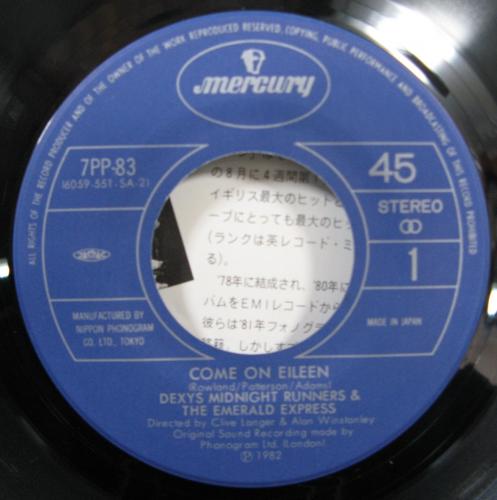 ALL RIGHTS OF THE RECORD PRODUCER AND OF THE OWNER OF THE WORK REPRODUCED RESERVED, COPYING, PUBLIC PERFORMANCE AND BROADCASTING OF THIS RECORD PROHIBITED
mercury
7PP-83
(6059·551·SA·2)
45
STEREO
1
MANUFACTURED BY
NIPPON PHONOGRAM
CO. LTD., TOKYO
MADE IN JAPAN
の8月に4週間第
イギリス最大のヒット
ープにとっても最大のヒッ
(ランクは英レコード・ミ
る)。
'78年に結成され、'80年に
バムをEMIレコードから
彼らは'81年フォノグラ
移籍、しかしす
COME ON EILEEN
(Rowland/Patterson/Adams)
DEXYS MIDNIGHT RUNNERS &
THE EMERALD EXPRESS
Directed by Clive Langer & Alan Winstanley
Original Sound Recording made by
Phonogram Ltd. (London)
℗ 1982